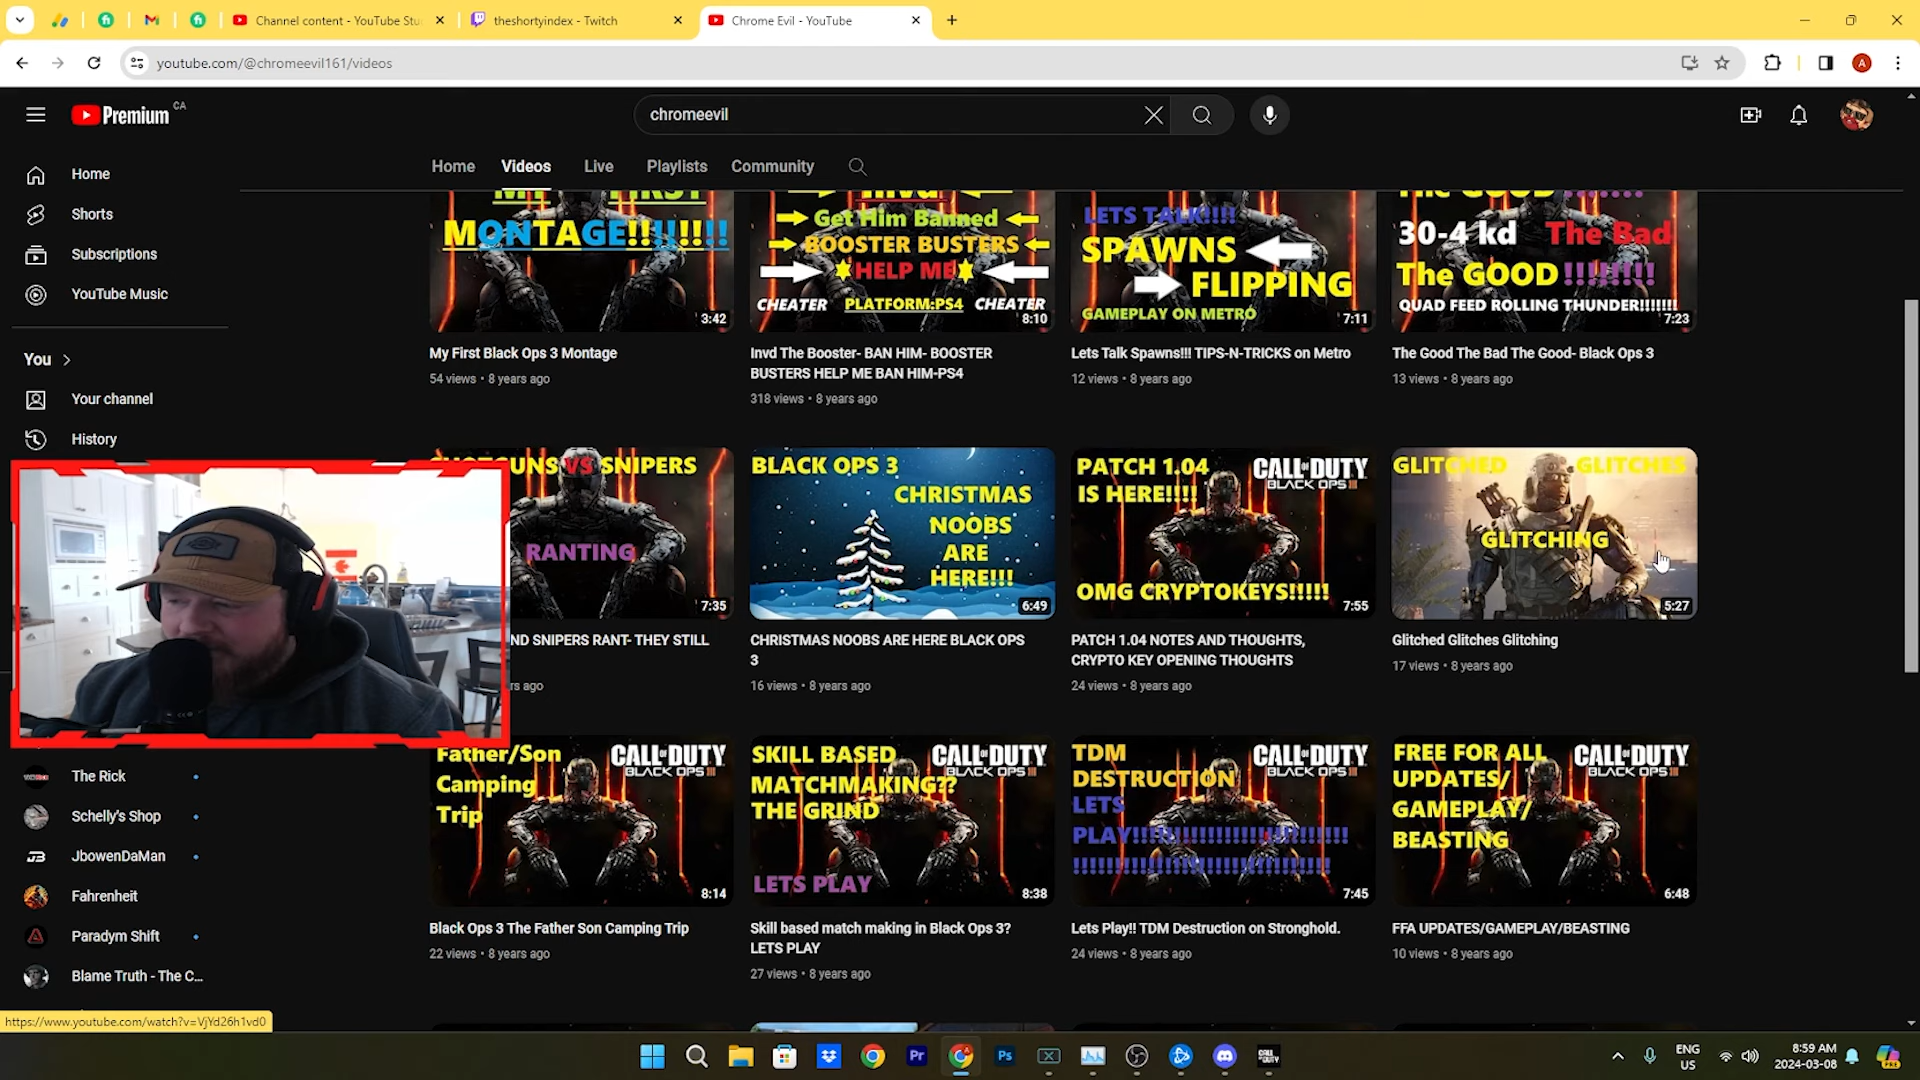 Channel content - YouTube Stu
theshortyindex - Twitch
Chrome Evil - YouTube
youtube.com/@chromeevil161/videos
A
Premium CA
chromeevil
Home
Videos
Live
Playlists
Community
Home
Shorts
Subscriptions
YouTube Music
You
Your channel
History
MY FIRST
MONTAGE!!!!!!!!
3:42
My First Black Ops 3 Montage
54 views • 8 years ago
Invd
Get Him Banned
BOOSTER BUSTERS
HELP ME
CHEATER PLATFORM:PS4 CHEATER
8:10
Invd The Booster- BAN HIM- BOOSTER
BUSTERS HELP ME BAN HIM-PS4
318 views • 8 years ago
LETS TALK!!!!
SPAWNS
FLIPPING
GAMEPLAY ON METRO
7:11
Lets Talk Spawns!!! TIPS-N-TRICKS on Metro
12 views • 8 years ago
The GOOD!!!!!!!!
30-4 kd The Bad
The GOOD!!!!!!!!!
QUAD FEED ROLLING THUNDER!!!!!!!
7:23
The Good The Bad The Good- Black Ops 3
13 views • 8 years ago
SHOTGUNS VS SNIPERS
RANTING
7:35
ND SNIPERS RANT- THEY STILL
rs ago
BLACK OPS 3
CHRISTMAS
NOOBS
ARE
HERE!!!
6:49
CHRISTMAS NOOBS ARE HERE BLACK OPS
3
16 views • 8 years ago
PATCH 1.04
IS HERE!!!!
CALL OF DUTY
BLACK OPS III
OMG CRYPTOKEYS!!!!!
7:55
PATCH 1.04 NOTES AND THOUGHTS,
CRYPTO KEY OPENING THOUGHTS
24 views • 8 years ago
GLITCHED GLITCHES
GLITCHING
5:27
Glitched Glitches Glitching
17 views • 8 years ago
The Rick
Schelly's Shop
JbowenDaMan
Fahrenheit
Paradym Shift
Blame Truth - The C...
Father/Son
Camping
Trip
CALL OF DUTY
BLACK OPS III
8:14
Black Ops 3 The Father Son Camping Trip
22 views • 8 years ago
SKILL BASED
MATCHMAKING??
THE GRIND
CALL OF DUTY
BLACK OPS III
LETS PLAY
8:38
Skill based match making in Black Ops 3?
LETS PLAY
27 views • 8 years ago
TDM
DESTRUCTION
LETS
PLAY!!!!!!!!!!!!!!!!!!!!!!!!!
CALL OF DUTY
BLACK OPS III
7:45
Lets Play!! TDM Destruction on Stronghold.
24 views • 8 years ago
FREE FOR ALL
UPDATES/
GAMEPLAY/
BEASTING
CALL OF DUTY
BLACK OPS III
6:48
FFA UPDATES/GAMEPLAY/BEASTING
10 views • 8 years ago
https://www.youtube.com/watch?v=VjYd26h1vd0
Pr
Ps
ENG
US
8:59 AM
2024-03-08